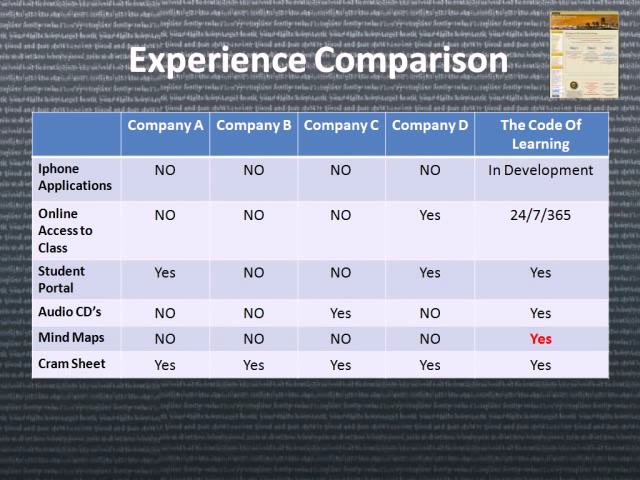 Experience Comparison
Company A Company B Company C Company D The Code Of
Learning
Iphone
Applications NO NO NO NO In Development
Online
Access to
Class NO NO NO Yes 24/7/365
Student
Portal Yes NO NO Yes Yes
Audio CD's NO NO Yes NO Yes
Mind Maps NO NO NO NO Yes
Cram Sheet Yes Yes Yes Yes Yes